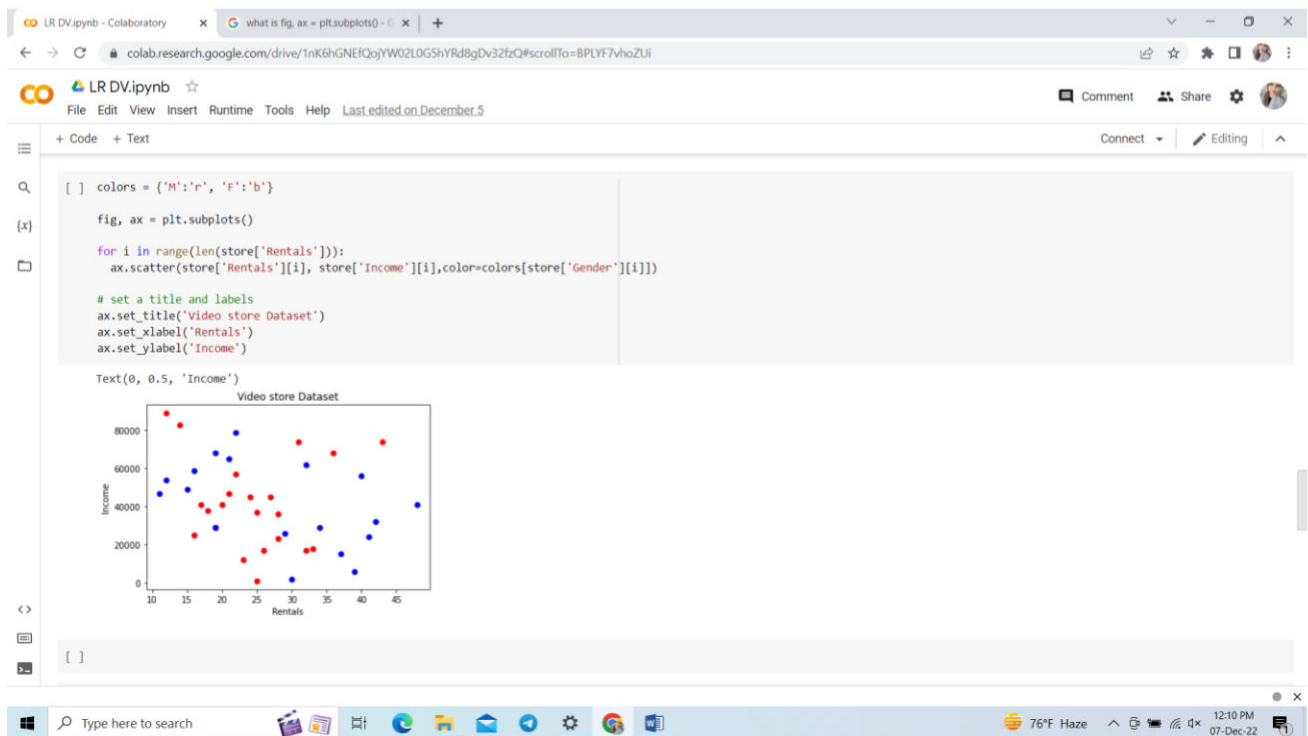 LR DV.ipynb - Colaboratory
what is fig, ax = plt.subplots() - G
colab.research.google.com/drive/1nK6hGNEfQojYW02L0G5hYRd8gDv32fzQ#scrollTo=BPLYF7vhoZUi
LR DV.ipynb
Comment Share
File Edit View Insert Runtime Tools Help Last edited on December 5
+ Code + Text Connect Editing
[ ] colors = {'M':'r', 'F':'b'}
fig, ax = plt.subplots()
{x}
for i in range(len(store['Rentals'])):
ax.scatter(store['Rentals'][i], store['Income'][i],color=colors[store['Gender'][i]])
# set a title and labels
ax.set_title('Video store Dataset')
ax.set_xlabel('Rentals')
ax.set_ylabel('Income')
Text(0, 0.5, 'Income')
Video store Dataset
80000
60000
40000
20000
0
Income
10 15 20 25 30 35 40 45
Rentals
[ ]
Type here to search
76°F Haze
12:10 PM
07-Dec-22
1